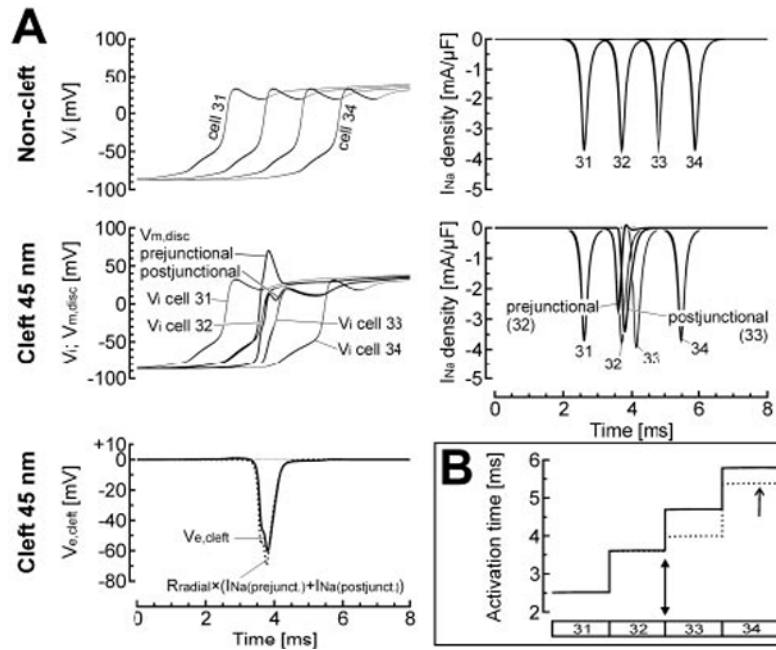 A
Non-cleft
Vi [mV]
100
50
0
-50
-100
cell 31
cell 34
INa density [mA/µF]
0
-1
-2
-3
-4
-5
31
32
33
34
Cleft 45 nm
Vi; Vm,disc [mV]
100
50
0
-50
-100
Vm,disc
prejunctional
postjunctional
Vi cell 31
Vi cell 32
Vi cell 33
Vi cell 34
INa density [mA/µF]
0
-1
-2
-3
-4
-5
prejunctional
(32)
postjunctional
(33)
31
32
33
34
0 2 4 6 8
Time [ms]
Cleft 45 nm
Ve,cleft [mV]
+10
0
-20
-40
-60
-80
Ve,cleft
Rradial×(INa(prejunct.)+INa(postjunct.))
0 2 4 6 8
Time [ms]
B
Activation time [ms]
6
5
4
3
2
31 32 33 34